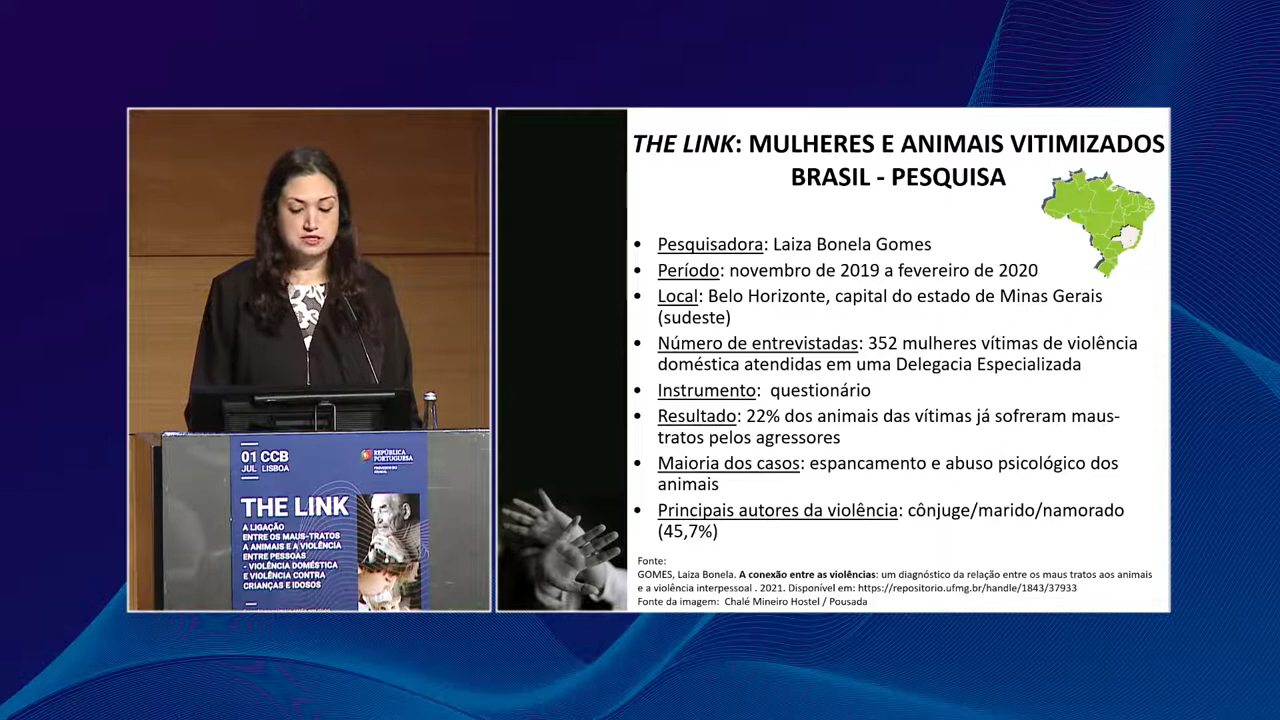 THE LINK: MULHERES E ANIMAIS VITIMIZADOS
BRASIL - PESQUISA
• Pesquisadora: Laiza Bonela Gomes
• Período: novembro de 2019 a fevereiro de 2020
• Local: Belo Horizonte, capital do estado de Minas Gerais
(sudeste)
• Número de entrevistadas: 352 mulheres vítimas de violência
doméstica atendidas em uma Delegacia Especializada
• Instrumento: questionário
• Resultado: 22% dos animais das vítimas já sofreram maus-
tratos pelos agressores
• Maioria dos casos: espancamento e abuso psicológico dos
animais
• Principais autores da violência: cônjuge/marido/namorado
(45,7%)
Fonte:
GOMES, Laiza Bonela. A conexão entre as violências: um diagnóstico da relação entre os maus tratos aos animais
e a violência interpessoal . 2021. Disponível em: https://repositorio.ufmg.br/handle/1843/37933
Fonte da imagem: Chalé Mineiro Hostel / Pousada
01 CCB
JUL LISBOA
REPÚBLICA
PORTUGUESA
THE LINK
A LIGAÇÃO
ENTRE OS MAUS-TRATOS
A ANIMAIS E A VIOLÊNCIA
ENTRE PESSOAS
- VIOLÊNCIA DOMÉSTICA
E VIOLÊNCIA CONTRA
CRIANÇAS E IDOSOS